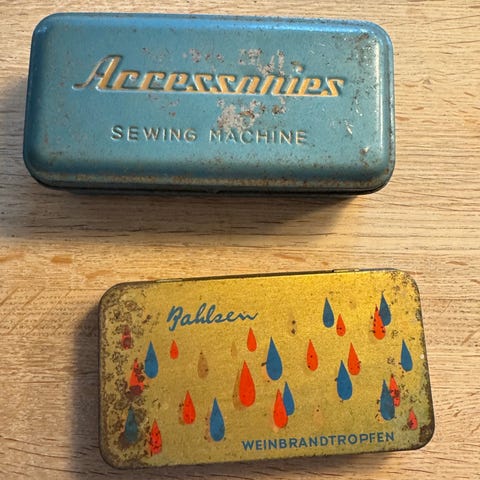 Accessories
SEWING MACHINE
Bahlsen
WEINBRANDTROPFEN